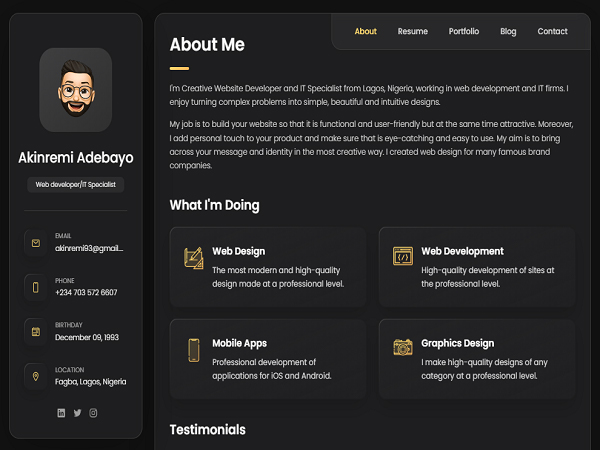 About
Resume
Portfolio
Blog
Contact
Akinremi Adebayo
Web developer/IT Specialist
EMAIL
akinremi93@gmail...
PHONE
+234 703 572 6607
BIRTHDAY
December 09, 1993
LOCATION
Fagba, Lagos, Nigeria
About Me
I'm Creative Website Developer and IT Specialist from Lagos, Nigeria, working in web development and IT firms. I
enjoy turning complex problems into simple, beautiful and intuitive designs.
My job is to build your website so that it is functional and user-friendly but at the same time attractive. Moreover,
I add personal touch to your product and make sure that is eye-catching and easy to use. My aim is to bring
across your message and identity in the most creative way. I created web design for many famous brand
companies.
What I'm Doing
Web Design
The most modern and high-quality
design made at a professional level.
Web Development
High-quality development of sites at
the professional level.
Mobile Apps
Professional development of
applications for iOS and Android.
Graphics Design
I make high-quality designs of any
category at a professional level.
Testimonials